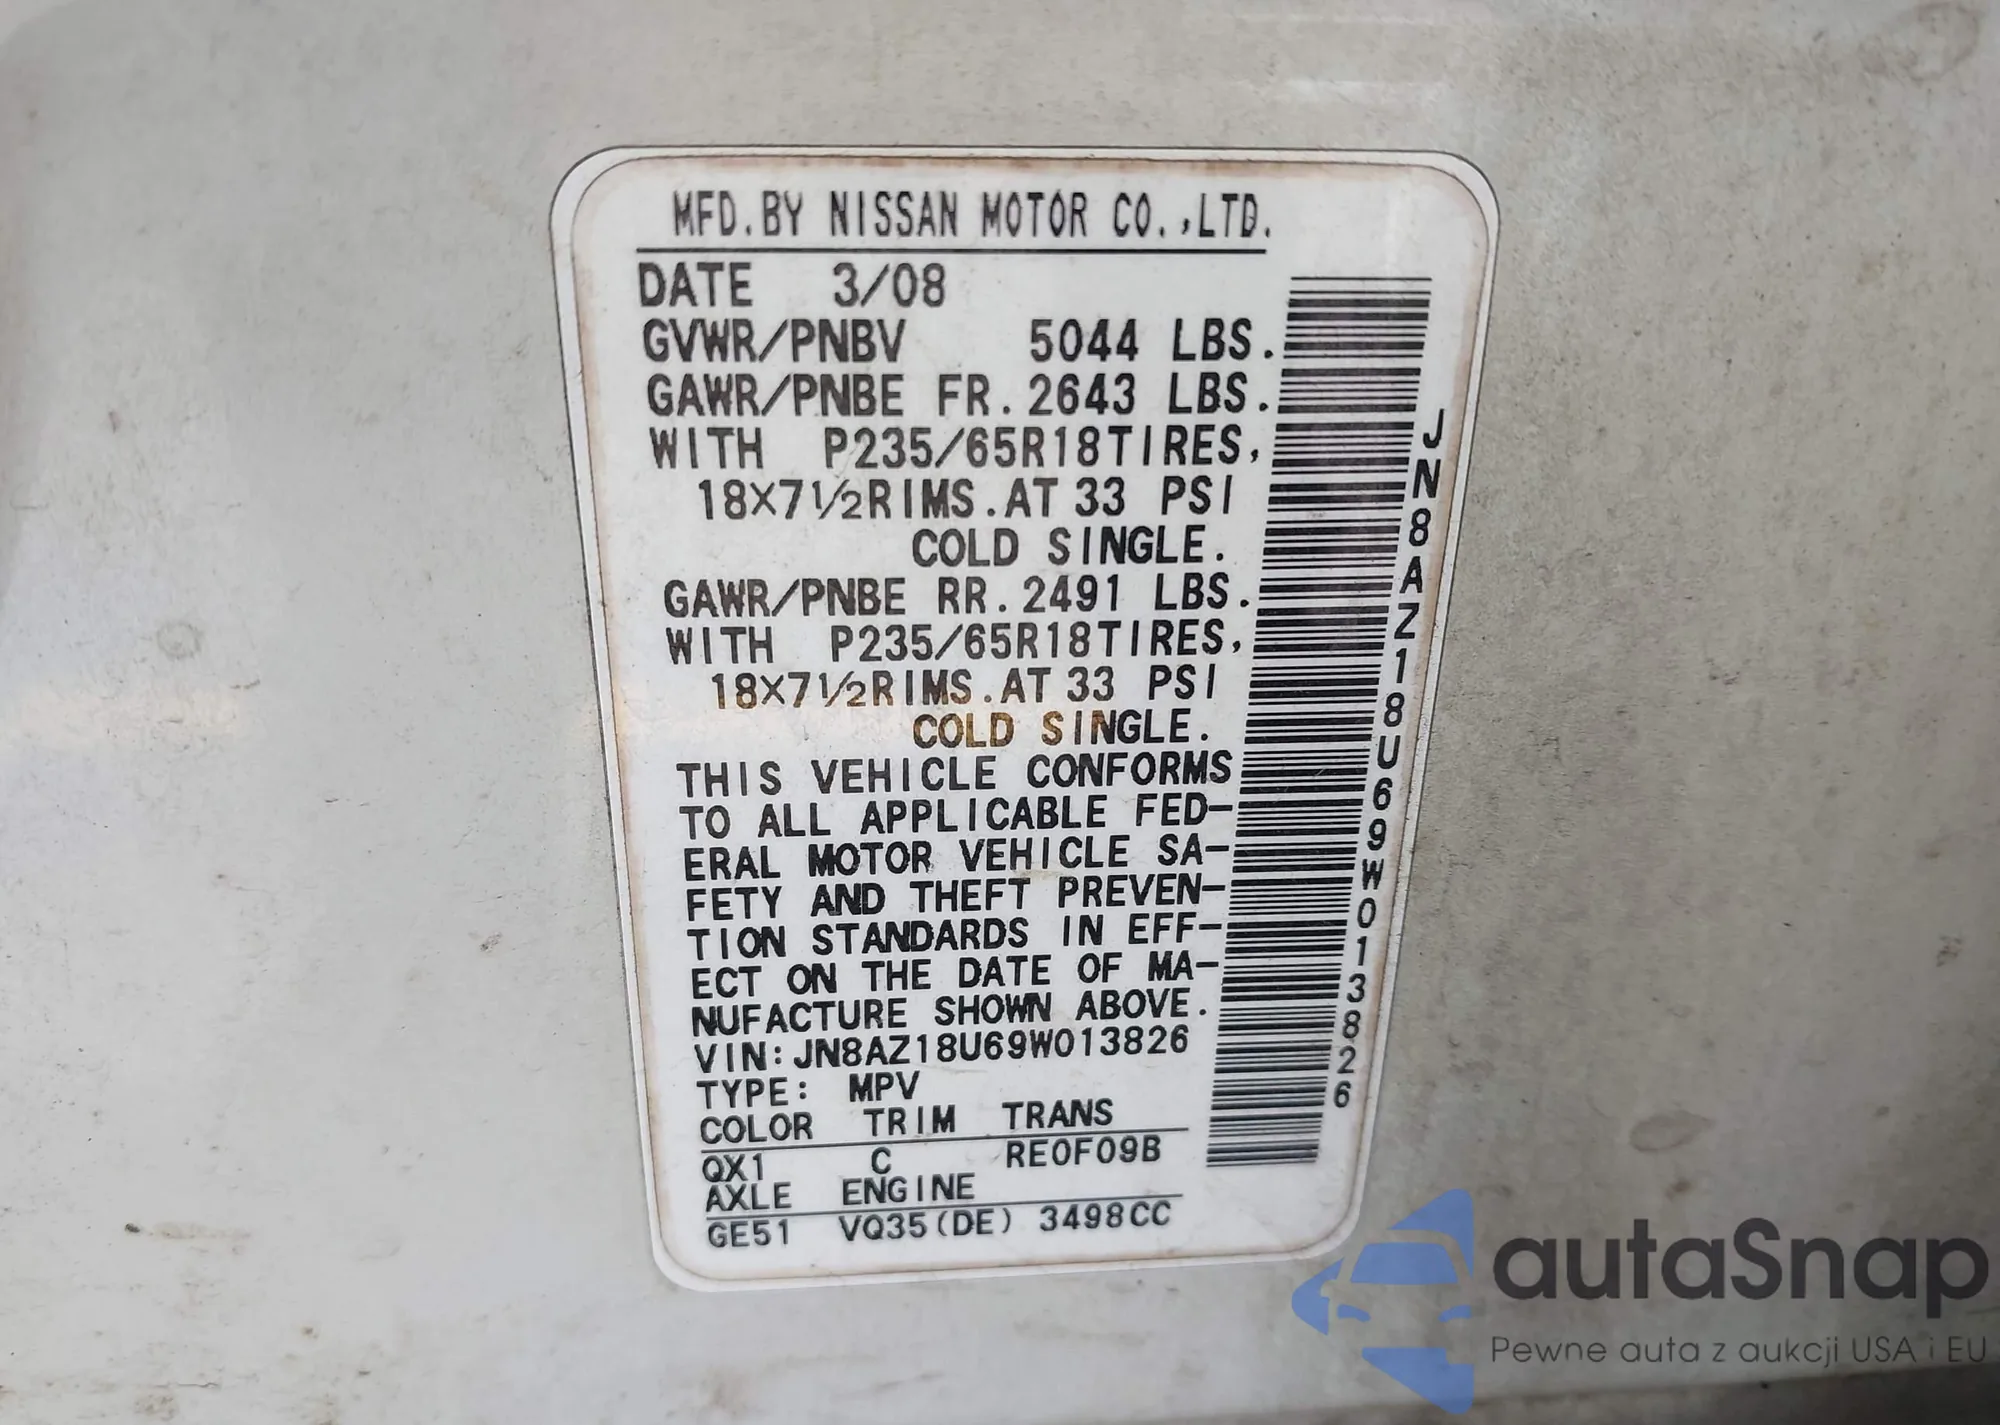 MFD.BY NISSAN MOTOR CO.,LTD.
DATE 3/08
GVWR/PNBV 5044 LBS.
GAWR/PNBE FR.2643 LBS.
WITH P235/65R18TIRES,
18X7½RIMS.AT 33 PSI
COLD SINGLE.
GAWR/PNBE RR.2491 LBS.
WITH P235/65R18TIRES,
18X7½RIMS.AT 33 PSI
COLD SINGLE.
THIS VEHICLE CONFORMS
TO ALL APPLICABLE FED-
ERAL MOTOR VEHICLE SA-
FETY AND THEFT PREVEN-
TION STANDARDS IN EFF-
ECT ON THE DATE OF MA-
NUFACTURE SHOWN ABOVE.
VIN:JN8AZ18U69W013826
TYPE: MPV
COLOR TRIM TRANS
QX1 C RE0F09B
AXLE ENGINE
GE51 VQ35(DE) 3498CC
JN8AZ18U69W013826
autaSnap
Pewne auta z aukcji USA i EU